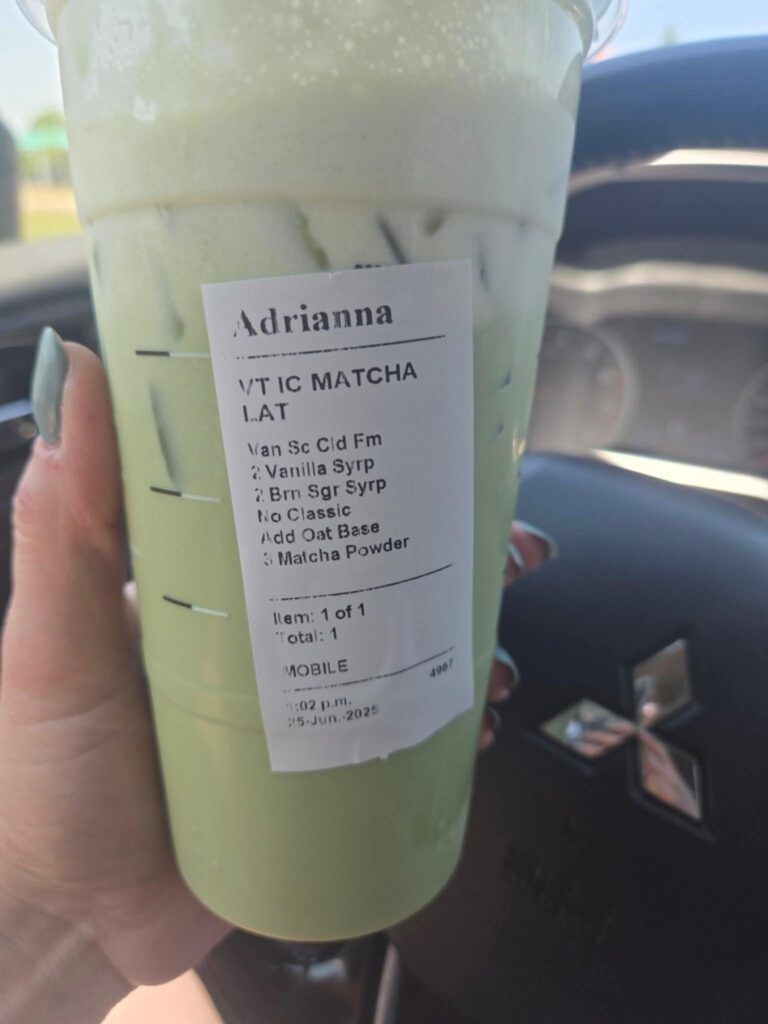 Adrianna
VT IC MATCHA
LAT
Van Sc Cld Fm
2 Vanilla Syrp
2 Brn Sgr Syrp
No Classic
Add Oat Base
3 Matcha Powder
Item: 1 of 1
Total: 1
MOBILE
4967
:02 p.m.
25-Jun.-2025